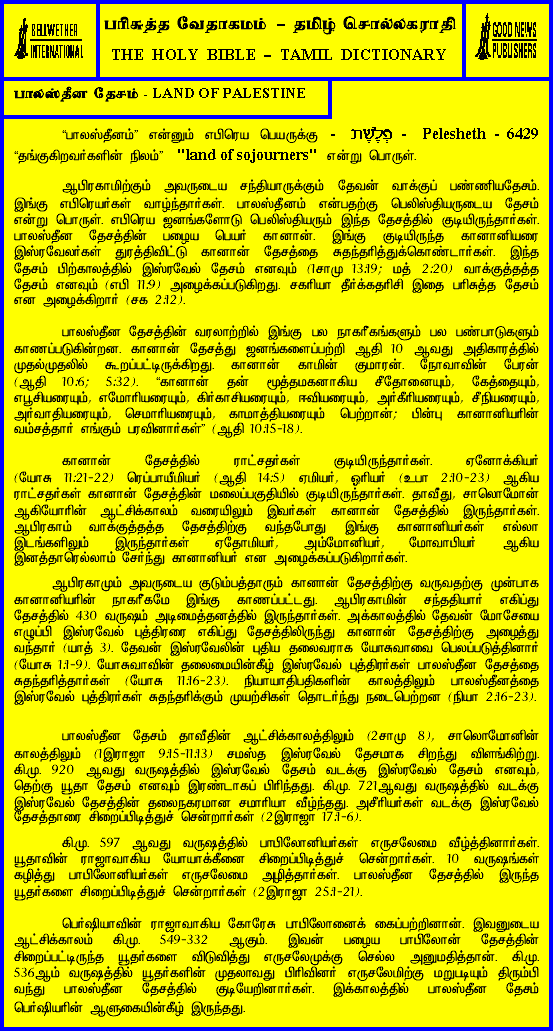 BELLWETHER
INTERNATIONAL
பரிசுத்த வேதாகமம் – தமிழ் சொல்லகராதி
THE HOLY BIBLE – TAMIL DICTIONARY
GOOD NEWS
PUBLISHERS
பாலஸ்தீன தேசம் - LAND OF PALESTINE
“பாலஸ்தீனம்” என்னும் எபிரெய பெயருக்கு - פְּלֶשֶׁת - Pelesheth - 6429
“தங்குகிறவர்களின் நிலம்” "land of sojourners" என்று பொருள்.
ஆபிரகாமிற்கும் அவருடைய சந்ததியாருக்கும் தேவன் வாக்குப் பண்ணியதேசம்.
இங்கு எபிரெயர்கள் வாழ்ந்தார்கள். பாலஸ்தீனம் என்பதற்கு பெலிஸ்தியருடைய தேசம்
என்று பொருள். எபிரெய ஜனங்களோடு பெலிஸ்தியரும் இந்த தேசத்தில் குடியிருந்தார்கள்.
பாலஸ்தீன தேசத்தின் பழைய பெயர் கானான். இங்கு குடியிருந்த கானானியரை
இஸ்ரவேலர்கள் துரத்திவிட்டு கானான் தேசத்தை சுதந்தரித்துக்கொண்டார்கள். இந்த
தேசம் பிற்காலத்தில் இஸ்ரவேல் தேசம் எனவும் (1சாமு 13:19; மத் 2:20) வாக்குத்தத்த
தேசம் எனவும் (எபி 11:9) அழைக்கப்படுகிறது. சகரியா தீர்க்கதரிசி இதை பரிசுத்த தேசம்
என அழைக்கிறார் (சக 2:12).
பாலஸ்தீன தேசத்தின் வரலாற்றில் இங்கு பல நாகரீகங்களும் பல பண்பாடுகளும்
காணப்படுகின்றன. கானான் தேசத்து ஜனங்களைப்பற்றி ஆதி 10 ஆவது அதிகாரத்தில்
முதல்முதலில் கூறப்பட்டிருக்கிறது. கானான் காமின் குமாரன். நோவாவின் பேரன்
(ஆதி 10:6; 5:32). “கானான் தன் மூத்தமகனாகிய சீதோனையும், கேத்தையும்,
எபூசியரையும், எமோரியரையும், கிர்காசியரையும், ஈவியரையும், அர்கீரியரையும், சீநியரையும்,
அர்வாதியரையும், செமாரியரையும், காமாத்தியரையும் பெற்றான்; பின்பு கானானியரின்
வம்சத்தார் எங்கும் பரவினார்கள்” (ஆதி 10:15-18).
கானான் தேசத்தில் ராட்சதர்கள் குடியிருந்தார்கள். ஏனோக்கியர்
(யோசு 11:21-22) ரெப்பாயீமியர் (ஆதி 14:5) ஏமியர், ஓரியர் (உபா 2:10-23) ஆகிய
ராட்சதர்கள் கானான் தேசத்தின் மலைப்பகுதியில் குடியிருந்தார்கள். தாவீது, சாலொமோன்
ஆகியோரின் ஆட்சிக்காலம் வரையிலும் இவர்கள் கானான் தேசத்தில் இருந்தார்கள்.
ஆபிரகாம் வாக்குத்தத்த தேசத்திற்கு வந்தபோது இங்கு கானானியர்கள் எல்லா
இடங்களிலும் இருந்தார்கள் ஏதோமியர், அம்மோனியர், மோவாபியர் ஆகிய
இனத்தாரெல்லாம் சேர்ந்து கானானியர் என அழைக்கப்படுகிறார்கள்.
ஆபிரகாமும் அவருடைய குடும்பத்தாரும் கானான் தேசத்திற்கு வருவதற்கு முன்பாக
கானானியரின் நாகரீகமே இங்கு காணப்பட்டது. ஆபிரகாமின் சந்ததியார் எகிப்து
தேசத்தில் 430 வருஷம் அடிமைத்தனத்தில் இருந்தார்கள். அக்காலத்தில் தேவன் மோசேயை
எழுப்பி இஸ்ரவேல் புத்திரரை எகிப்து தேசத்திலிருந்து கானான் தேசத்திற்கு அழைத்து
வந்தார் (யாத் 3). தேவன் இஸ்ரவேலின் புதிய தலைவராக யோசுவாவை பெலப்படுத்தினார்
(யோசு 1:1-9). யோசுவாவின் தலைமையின்கீழ் இஸ்ரவேல் புத்திரர்கள் பாலஸ்தீன தேசத்தை
சுதந்தரித்தார்கள் (யோசு 11:16-23). நியாயாதிபதிகளின் காலத்திலும் பாலஸ்தீனத்தை
இஸ்ரவேல் புத்திரர்கள் சுதந்தரிக்கும் முயற்சிகள் தொடர்ந்து நடைபெற்றன (நியா 2:16-23).
பாலஸ்தீன தேசம் தாவீதின் ஆட்சிக்காலத்திலும் (2சாமு 8), சாலொமோனின்
காலத்திலும் (1இராஜா 9:15-11:13) சமஸ்த இஸ்ரவேல் தேசமாக சிறந்து விளங்கிற்று.
கி.மு. 920 ஆவது வருஷத்தில் இஸ்ரவேல் தேசம் வடக்கு இஸ்ரவேல் தேசம் எனவும்,
தெற்கு யூதா தேசம் எனவும் இரண்டாகப் பிரிந்தது. கி.மு. 721ஆவது வருஷத்தில் வடக்கு
இஸ்ரவேல் தேசத்தின் தலைநகரமான சமாரியா வீழ்ந்தது. அசீரியர்கள் வடக்கு இஸ்ரவேல்
தேசத்தாரை சிறைப்பிடித்துச் சென்றார்கள் (2இராஜா 17:1-6).
கி.மு. 597 ஆவது வருஷத்தில் பாபிலோனியர்கள் எருசலேமை வீழ்த்தினார்கள்.
யூதாவின் ராஜாவாகிய யோயாக்கீனை சிறைப்பிடித்துச் சென்றார்கள். 10 வருஷங்கள்
கழித்து பாபிலோனியர்கள் எருசலேமை அழித்தார்கள். பாலஸ்தீன தேசத்தில் இருந்த
யூதர்களை சிறைப்பிடித்துச் சென்றார்கள் (2இராஜா 25:1-21).
பெர்ஷியாவின் ராஜாவாகிய கோரேசு பாபிலோனைக் கைப்பற்றினான். இவனுடைய
ஆட்சிக்காலம் கி.மு. 549-332 ஆகும். இவன் பழைய பாபிலோன் தேசத்தின்
சிறைப்பட்டிருந்த யூதர்களை விடுவித்து எருசலேமுக்கு செல்ல அனுமதித்தான். கி.மு.
536ஆம் வருஷத்தில் யூதர்களின் முதலாவது பிரிவினர் எருசலேமிற்கு மறுபடியும் திரும்பி
வந்து பாலஸ்தீன தேசத்தில் குடியேறினார்கள். இக்காலத்தில் பாலஸ்தீன தேசம்
பெர்ஷியரின் ஆளுகையின்கீழ் இருந்தது.